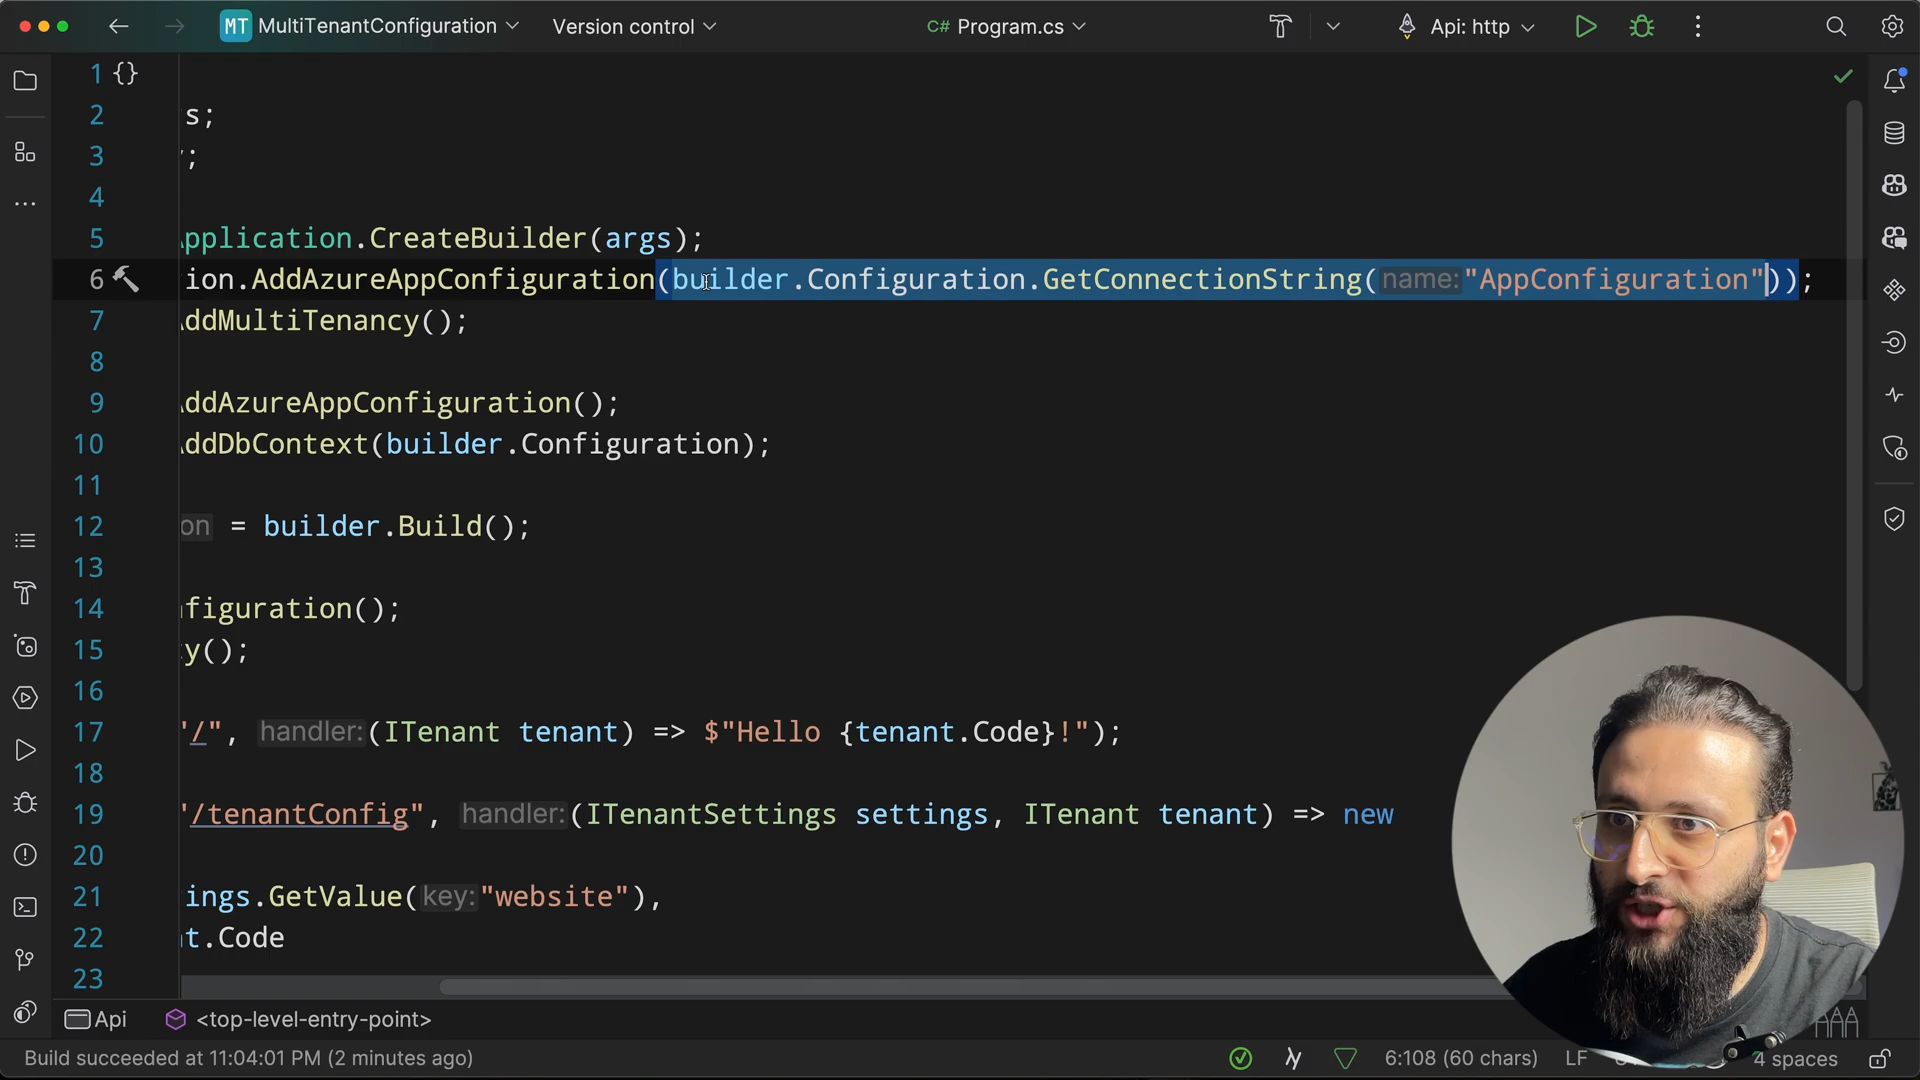 MT MultiTenantConfiguration Version control C# Program.cs Api: http
1 {}
2 s;
3 ;
4
5 pplication.CreateBuilder(args);
6 ion.AddAzureAppConfiguration(builder.Configuration.GetConnectionString(name:"AppConfiguration"));
7 ddMultiTenancy();
8
9 ddAzureAppConfiguration();
10 ddDbContext(builder.Configuration);
11
12 on = builder.Build();
13
14 figuration();
15 y();
16
17 "/", handler:(ITenant tenant) => $"Hello {tenant.Code}!");
18
19 "/tenantConfig", handler:(ITenantSettings settings, ITenant tenant) => new
20
21 ings.GetValue(key:"website"),
22 t.Code
23
Api <top-level-entry-point>
Build succeeded at 11:04:01 PM (2 minutes ago) 6:108 (60 chars) LF 4 spaces